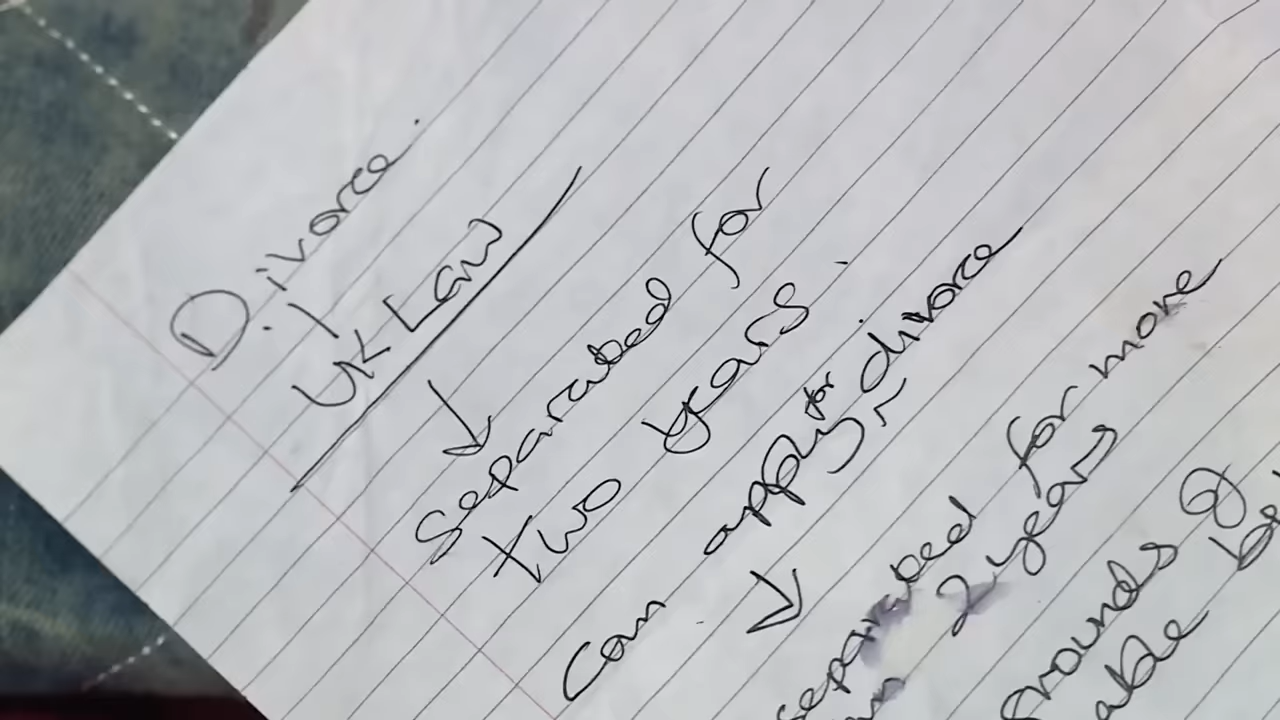 Divorce.
UK Law
↓
Separated for
two years.
Can apply for divorce
↓
separated for more
2 years
grounds